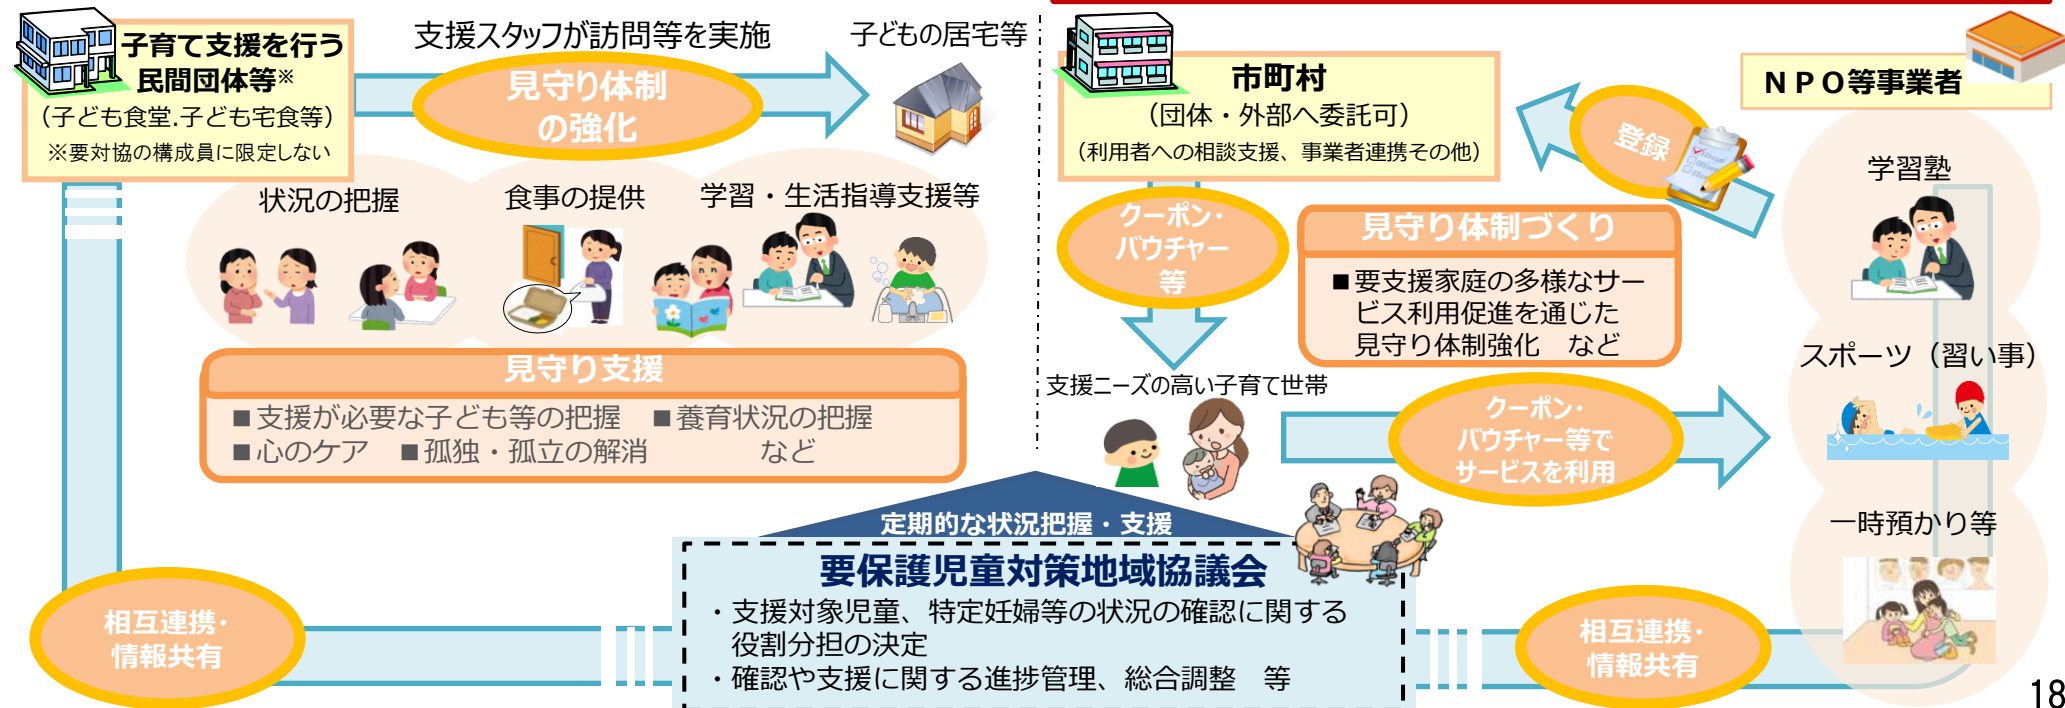 子育て支援を行う
民間団体等※
（子ども食堂.子ども宅食等）
※要対協の構成員に限定しない
支援スタッフが訪問等を実施
見守り体制
の強化
子どもの居宅等
状況の把握
食事の提供
学習・生活指導支援等
見守り支援
■支援が必要な子ども等の把握　■養育状況の把握
■心のケア　■孤独・孤立の解消　　　　など
市町村
（団体・外部へ委託可）
（利用者への相談支援、事業者連携その他）
登録
ＮＰＯ等事業者
学習塾
スポーツ（習い事）
一時預かり等
クーポン・
バウチャー
等
見守り体制づくり
■要支援家庭の多様なサー
ビス利用促進を通じた
見守り体制強化　など
支援ニーズの高い子育て世帯
クーポン・
バウチャー等で
サービスを利用
定期的な状況把握・支援
要保護児童対策地域協議会
・支援対象児童、特定妊婦等の状況の確認に関する
役割分担の決定
・確認や支援に関する進捗管理、総合調整　等
相互連携・
情報共有
相互連携・
情報共有
18